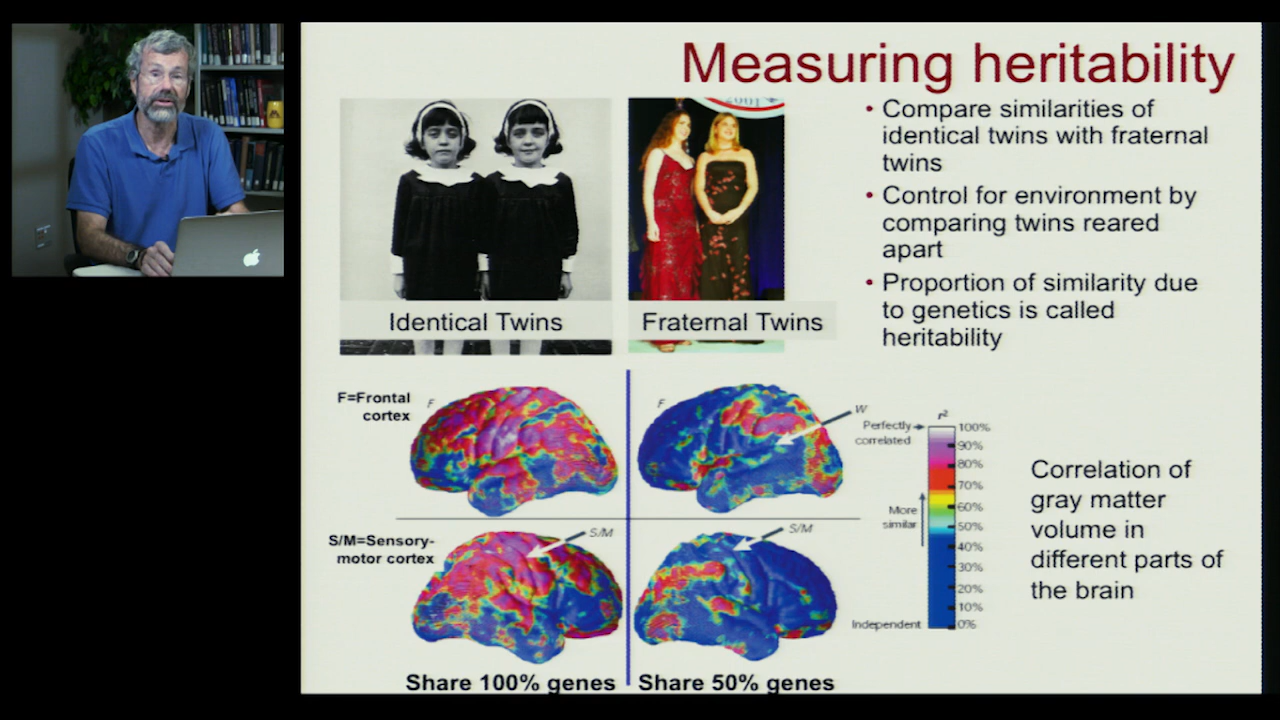 Measuring heritability
2001
• Compare similarities of
identical twins with fraternal
twins
• Control for environment by
comparing twins reared
apart
• Proportion of similarity due
to genetics is called
heritability
Identical Twins
Fraternal Twins
F=Frontal
cortex
F
F
W
Perfectly
correlated
r²
100%
90%
80%
70%
60%
50%
40%
30%
20%
10%
0%
More
similar
Independent
Correlation of
gray matter
volume in
different parts of
the brain
S/M=Sensory-
motor cortex
S/M
S/M
Share 100% genes
Share 50% genes